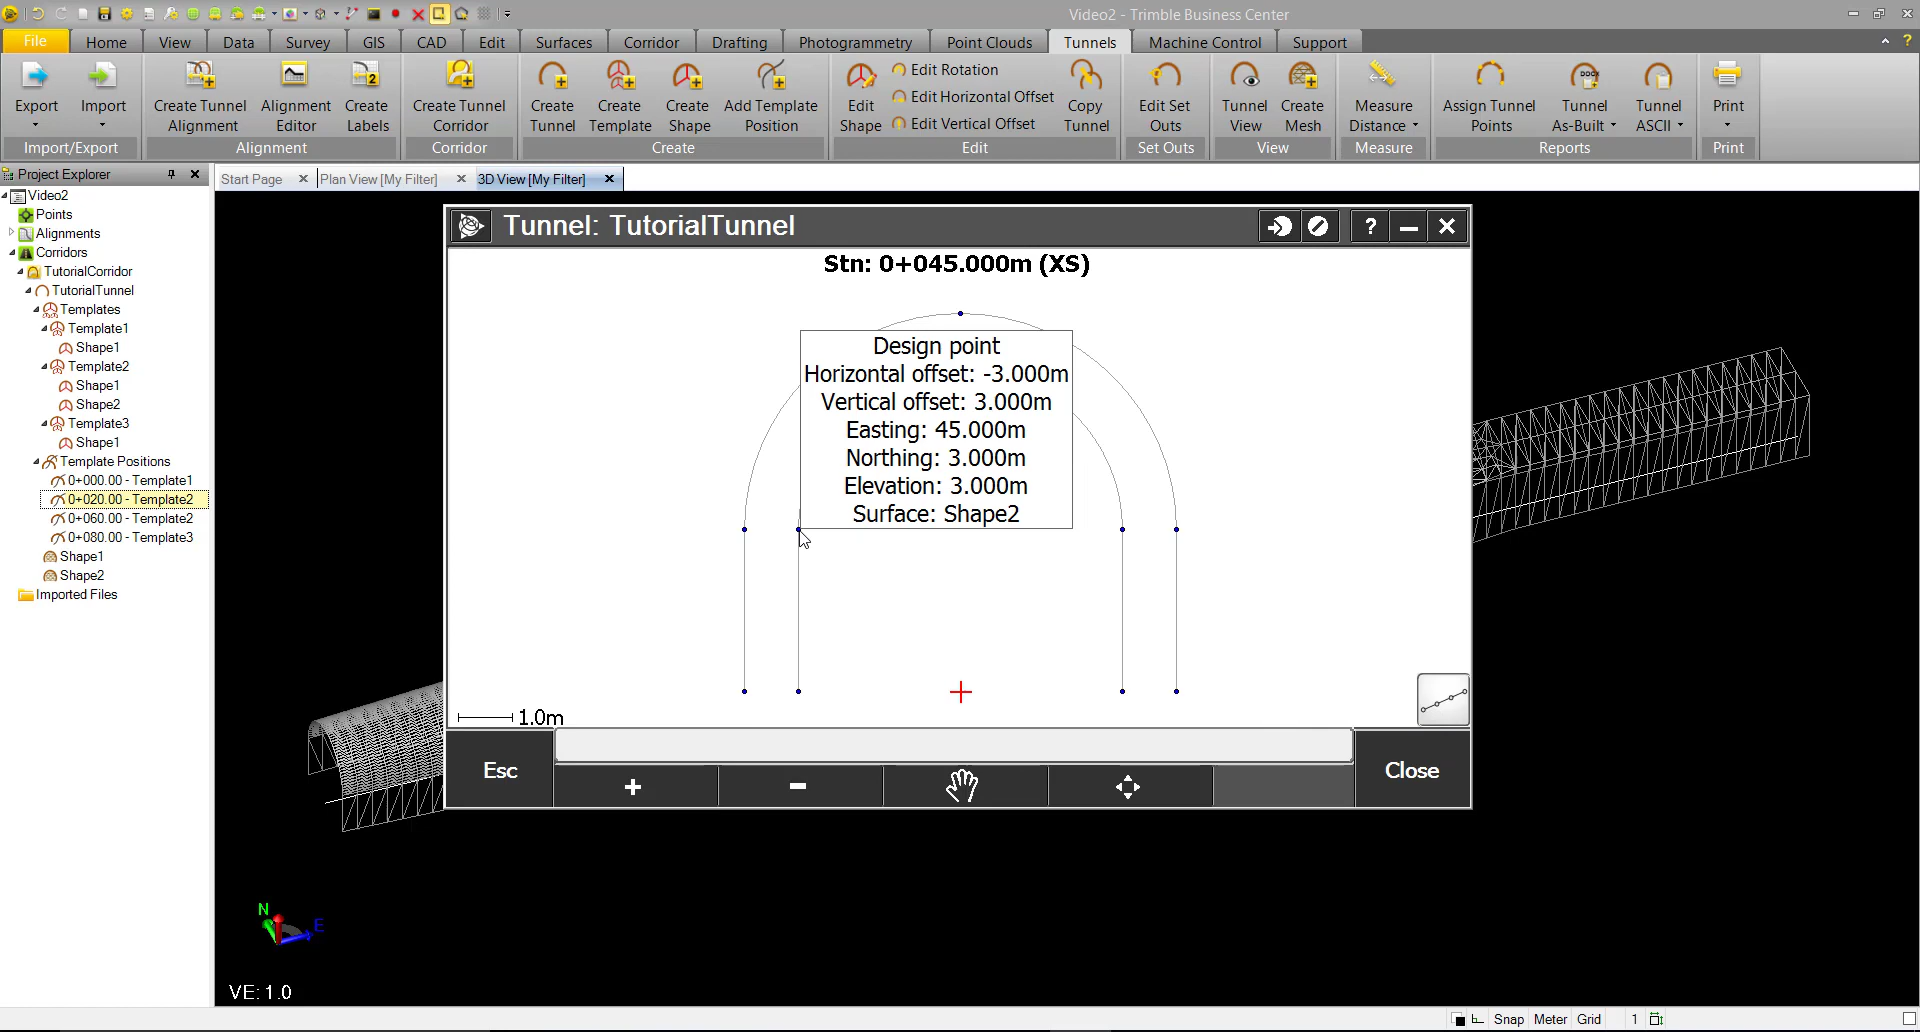 Video2 - Trimble Business Center
File Home View Data Survey GIS CAD Edit Surfaces Corridor Drafting Photogrammetry Point Clouds Tunnels Machine Control Support
Export
Import
Import/Export
Create Tunnel
Alignment
Alignment
Editor
Create
Labels
Alignment
Create Tunnel
Corridor
Corridor
Create
Tunnel
Create
Template
Create
Shape
Add Template
Position
Create
Edit
Shape
Edit Rotation
Edit Horizontal Offset
Edit Vertical Offset
Copy
Tunnel
Edit
Edit Set
Outs
Set Outs
Tunnel
View
Create
Mesh
View
Measure
Distance
Measure
Assign Tunnel
Points
DOCX
Tunnel
As-Built
Tunnel
ASCII
Reports
Print
Print
Project Explorer
Start Page
Plan View [My Filter]
3D View [My Filter]
Video2
Points
Alignments
Corridors
TutorialCorridor
TutorialTunnel
Templates
Template1
Shape1
Template2
Shape1
Shape2
Template3
Shape1
Template Positions
0+000.00 - Template1
0+020.00 - Template2
0+060.00 - Template2
0+080.00 - Template3
Shape1
Shape2
Imported Files
Tunnel: TutorialTunnel
?
Stn: 0+045.000m (XS)
Design point
Horizontal offset: -3.000m
Vertical offset: 3.000m
Easting: 45.000m
Northing: 3.000m
Elevation: 3.000m
Surface: Shape2
1.0m
Esc
+
-
Close
N
E
VE: 1.0
Snap Meter Grid 1